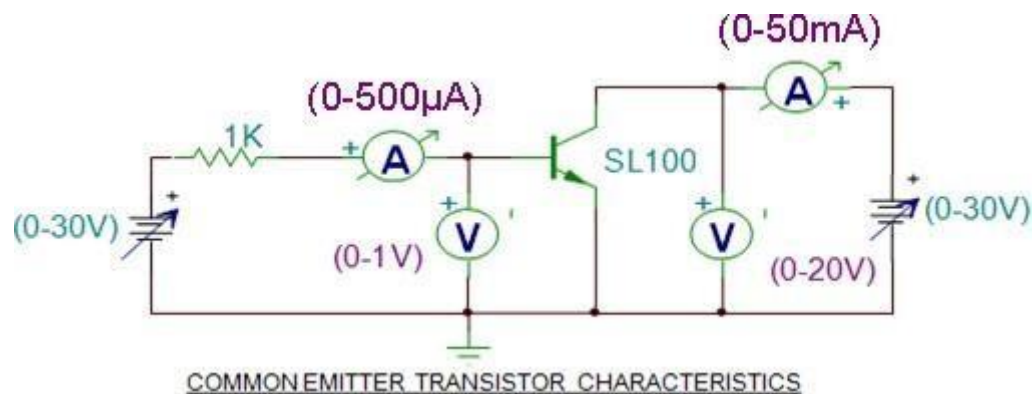 (0-50mA)
A
+
(0-500µA)
1K
+
A
SL100
+
+
(0-30V)
+
V
(0-1V)
+
V
(0-20V)
(0-30V)
COMMON EMITTER TRANSISTOR CHARACTERISTICS